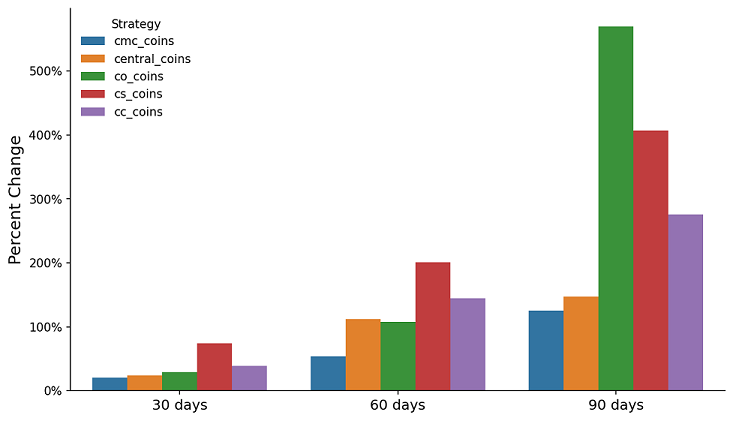 Strategy
cmc_coins
central_coins
co_coins
cs_coins
cc_coins
Percent Change
500%
400%
300%
200%
100%
0%
30 days
60 days
90 days